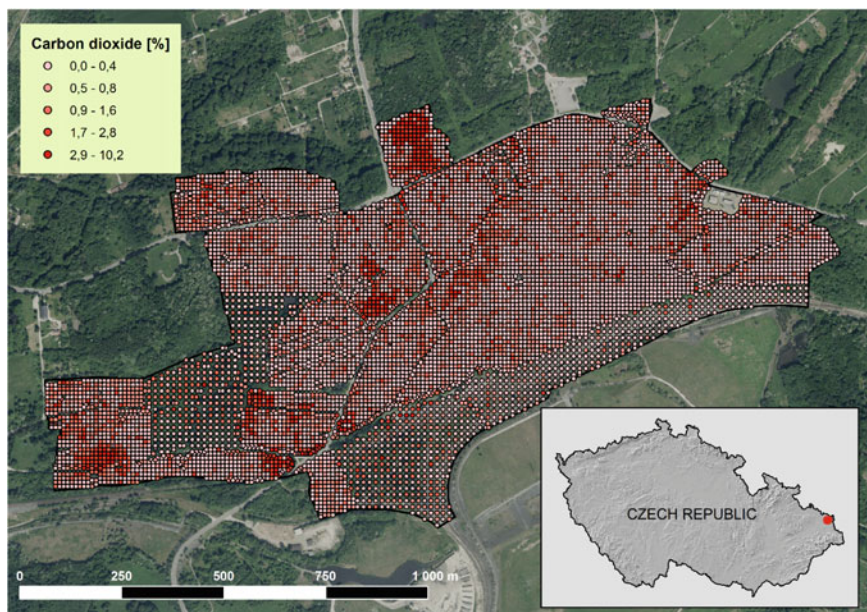 Carbon dioxide [%]
0,0 - 0,4
0,5 - 0,8
0,9 - 1,6
1,7 - 2,8
2,9 - 10,2
CZECH REPUBLIC
0 250 500 750 1 000 m